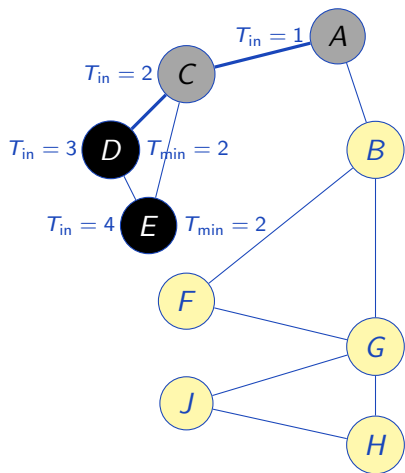 T_in = 1
A
T_in = 2
C
T_in = 3
D
T_min = 2
B
T_in = 4
E
T_min = 2
F
G
J
H